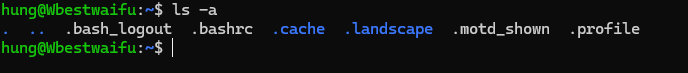 hung@Wbestwaifu:~$ ls -a
.  ..  .bash_logout  .bashrc  .cache  .landscape  .motd_shown  .profile
hung@Wbestwaifu:~$